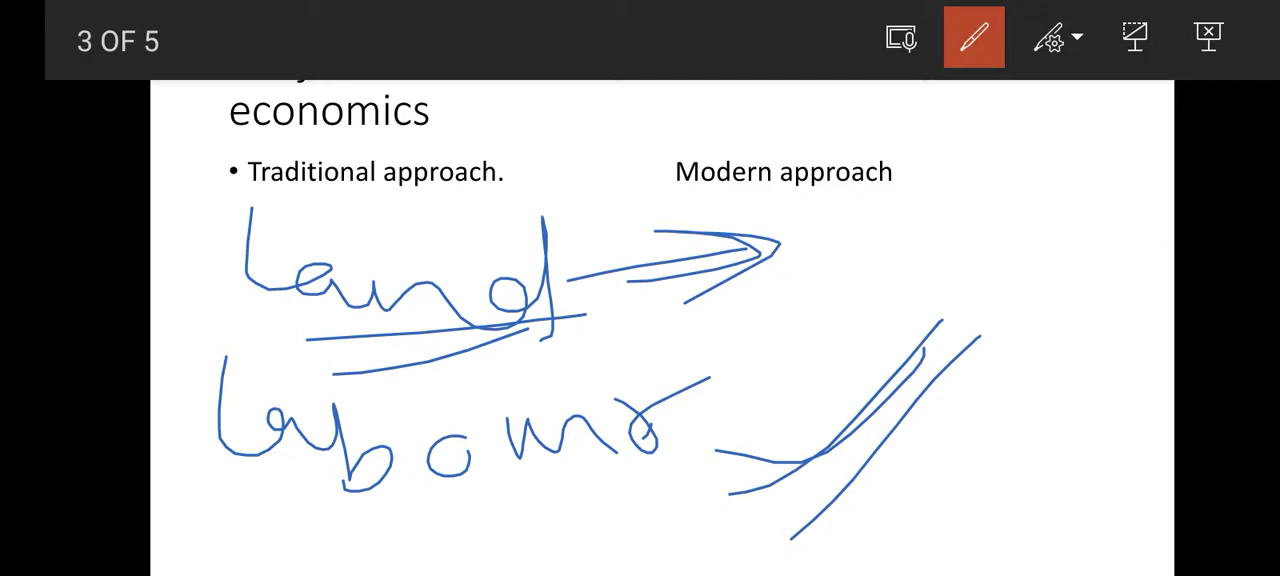 3 OF 5
economics
• Traditional approach. Modern approach
Land
Labour